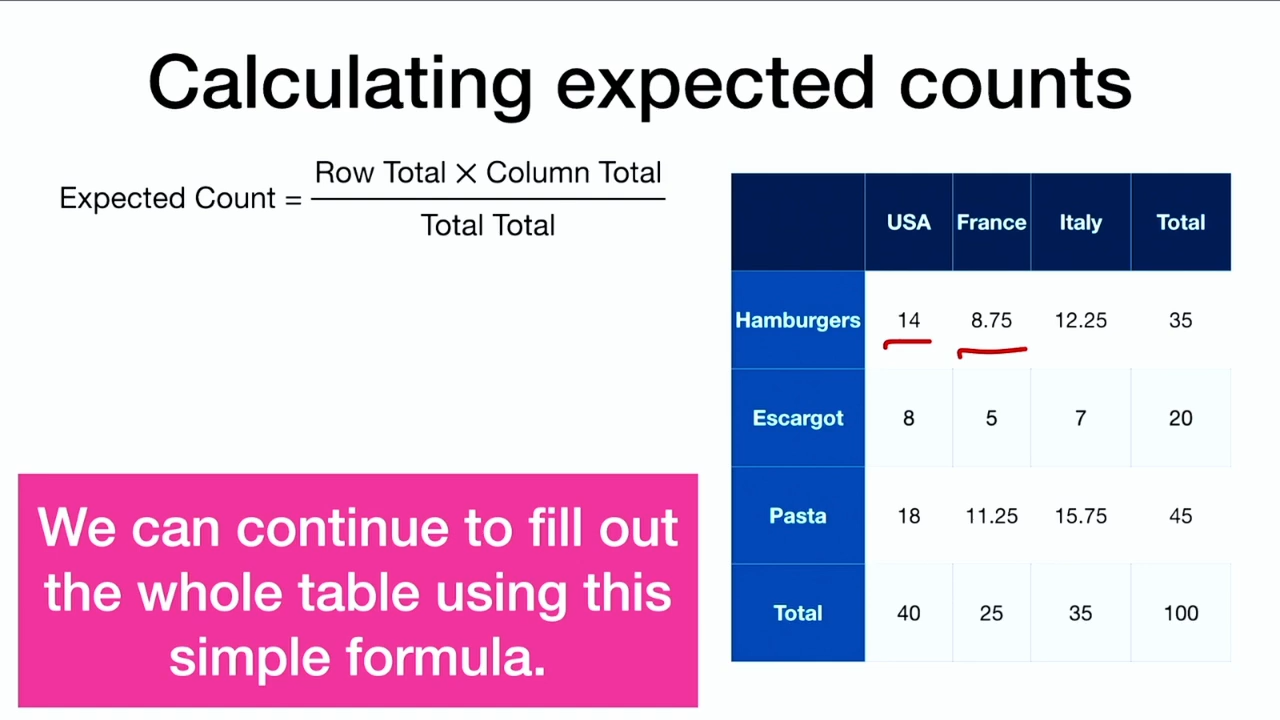 Calculating expected counts
Expected Count = Row Total × Column Total
Total Total
USA France Italy Total
Hamburgers 14 8.75 12.25 35
Escargot 8 5 7 20
Pasta 18 11.25 15.75 45
Total 40 25 35 100
We can continue to fill out
the whole table using this
simple formula.